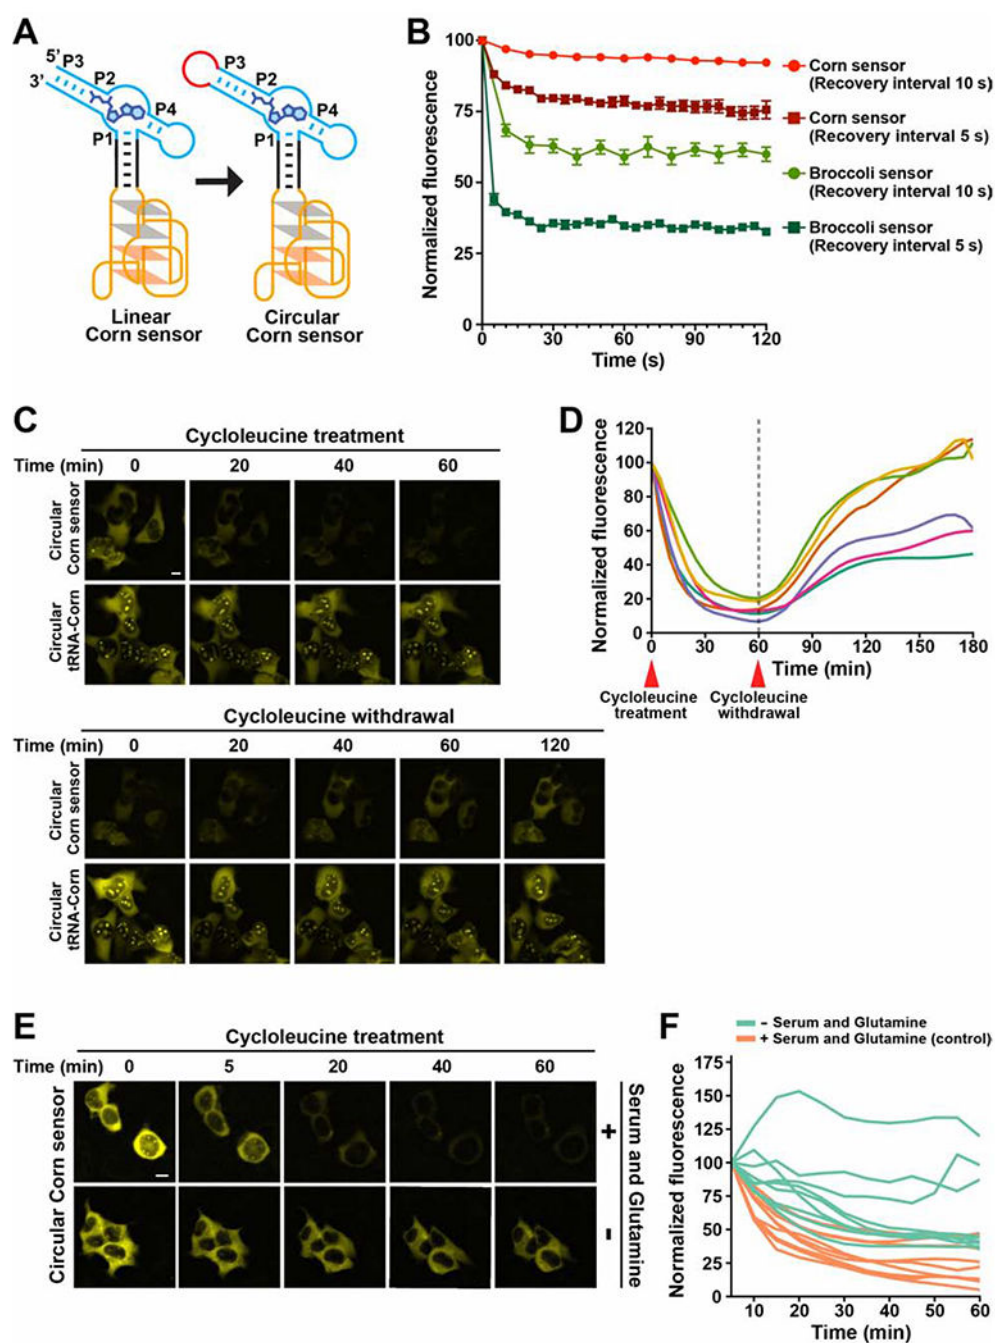 A
5'
P3
3'
P2
P4
P1
P3
P2
P4
P1
Linear
Corn sensor
Circular
Corn sensor
B
Normalized fluorescence
100
75
50
25
0
0
30
60
90
120
Time (s)
Corn sensor
(Recovery interval 10 s)
Corn sensor
(Recovery interval 5 s)
Broccoli sensor
(Recovery interval 10 s)
Broccoli sensor
(Recovery interval 5 s)
C
Cycloleucine treatment
Time (min) 0 20 40 60
Circular
Corn sensor
Circular
tRNA-Corn
Cycloleucine withdrawal
Time (min) 0 20 40 60 120
Circular
Corn sensor
Circular
tRNA-Corn
D
Normalized fluorescence
120
100
80
60
40
20
0
0 30 60 90 120 150 180
Time (min)
Cycloleucine
treatment
Cycloleucine
withdrawal
E
Cycloleucine treatment
Time (min) 0 5 20 40 60
Circular Corn sensor
+
-
Serum and Glutamine
F
– Serum and Glutamine
+ Serum and Glutamine (control)
Normalized fluorescence
175
150
125
100
75
50
25
0
10 20 30 40 50 60
Time (min)